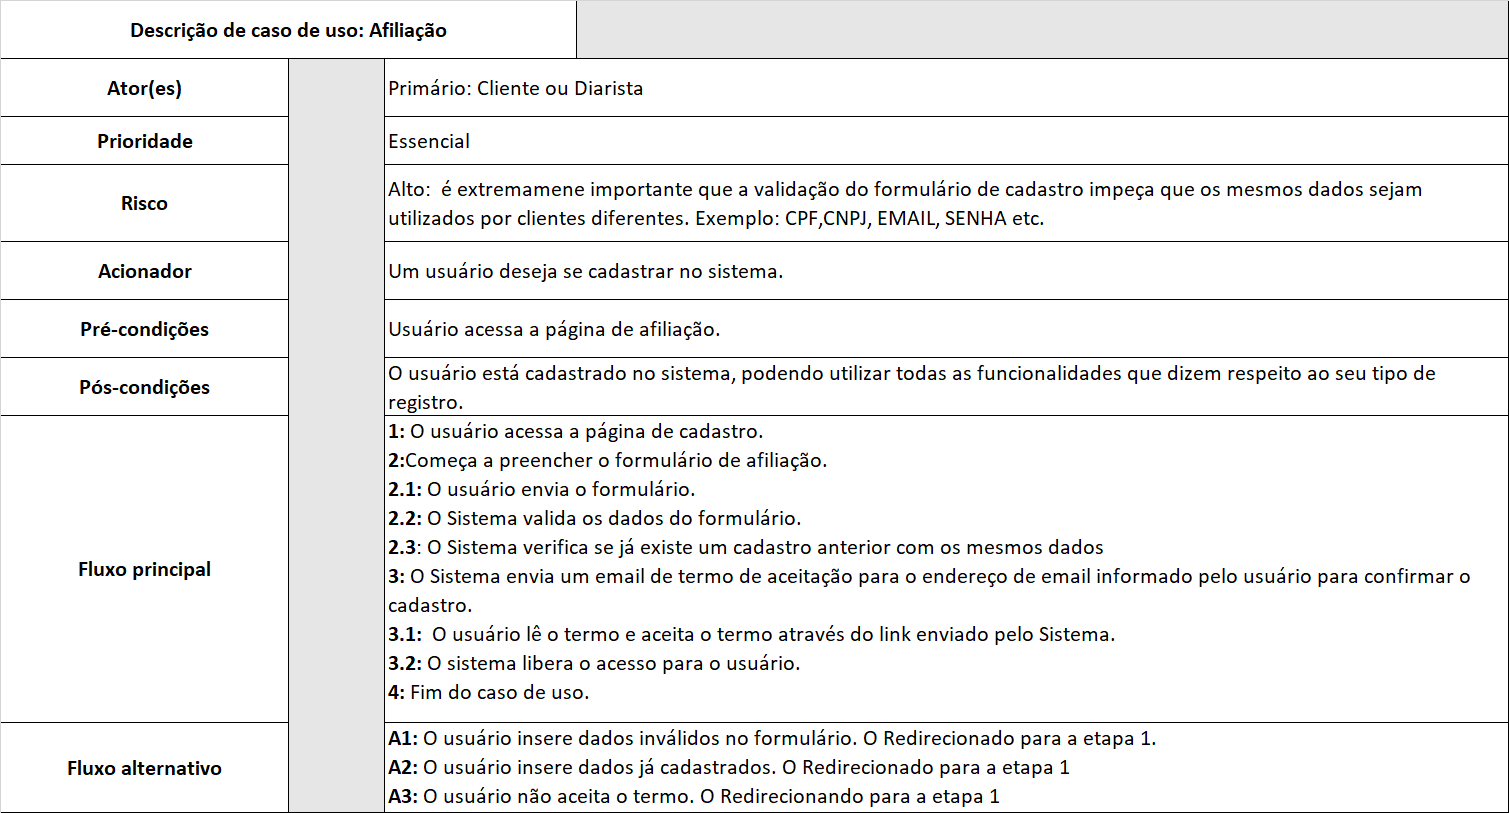 Descrição de caso de uso: Afiliação
Ator(es)
Primário: Cliente ou Diarista
Prioridade
Essencial
Risco
Alto:  é extremamene importante que a validação do formulário de cadastro impeça que os mesmos dados sejam
utilizados por clientes diferentes. Exemplo: CPF,CNPJ, EMAIL, SENHA etc.
Acionador
Um usuário deseja se cadastrar no sistema.
Pré-condições
Usuário acessa a página de afiliação.
Pós-condições
O usuário está cadastrado no sistema, podendo utilizar todas as funcionalidades que dizem respeito ao seu tipo de
registro.
Fluxo principal
1: O usuário acessa a página de cadastro.
2:Começa a preencher o formulário de afiliação.
2.1: O usuário envia o formulário.
2.2: O Sistema valida os dados do formulário.
2.3: O Sistema verifica se já existe um cadastro anterior com os mesmos dados
3: O Sistema envia um email de termo de aceitação para o endereço de email informado pelo usuário para confirmar o
cadastro.
3.1:  O usuário lê o termo e aceita o termo através do link enviado pelo Sistema.
3.2: O sistema libera o acesso para o usuário.
4: Fim do caso de uso.
Fluxo alternativo
A1: O usuário insere dados inválidos no formulário. O Redirecionado para a etapa 1.
A2: O usuário insere dados já cadastrados. O Redirecionado para a etapa 1
A3: O usuário não aceita o termo. O Redirecionando para a etapa 1